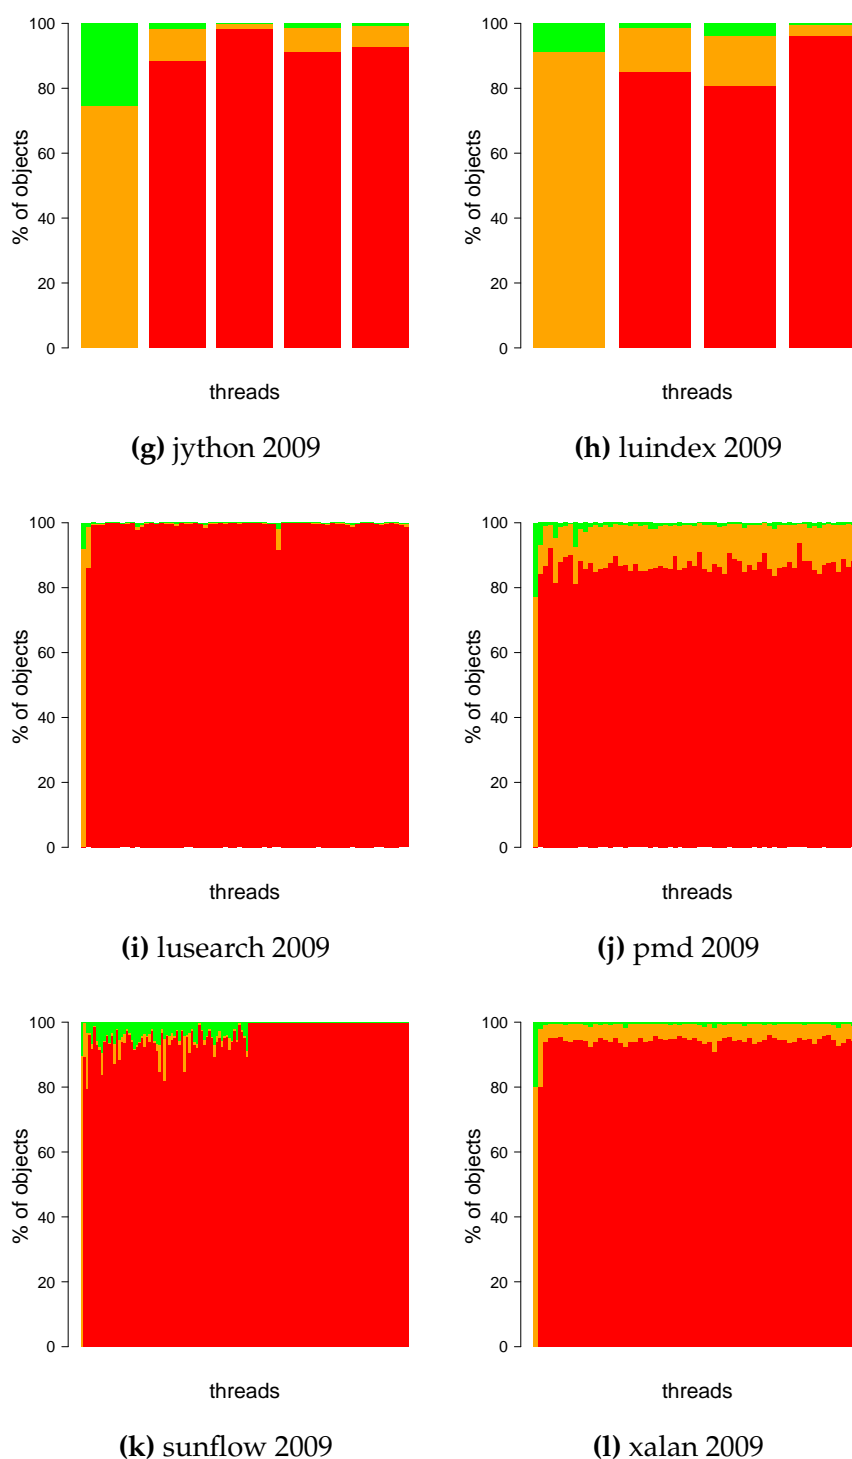 100
80
60
40
20
0
% of objects
threads
(g) jython 2009
100
80
60
40
20
0
% of objects
threads
(h) luindex 2009
100
80
60
40
20
0
% of objects
threads
(i) lusearch 2009
100
80
60
40
20
0
% of objects
threads
(j) pmd 2009
100
80
60
40
20
0
% of objects
threads
(k) sunflow 2009
100
80
60
40
20
0
% of objects
threads
(l) xalan 2009